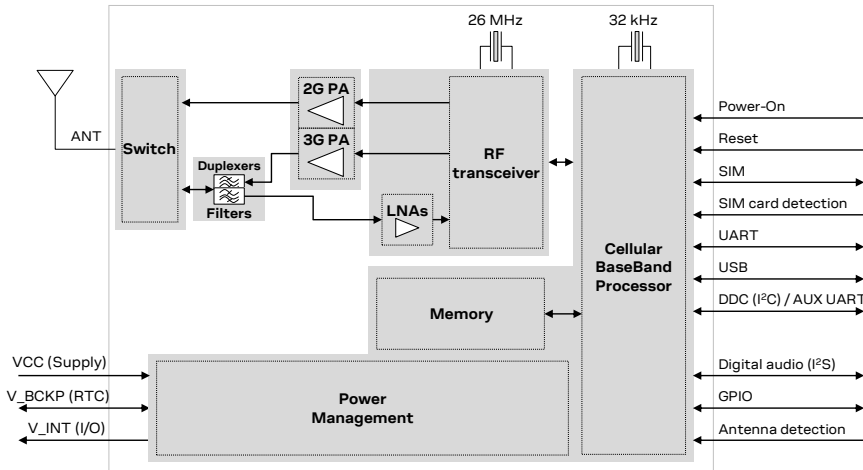 26 MHz
32 kHz
ANT
Switch
2G PA
3G PA
Duplexers
Filters
LNAs
RF
transceiver
Cellular
BaseBand
Processor
Memory
Power
Management
VCC (Supply)
V_BCKP (RTC)
V_INT (I/O)
Power-On
Reset
SIM
SIM card detection
UART
USB
DDC (I²C) / AUX UART
Digital audio (I²S)
GPIO
Antenna detection